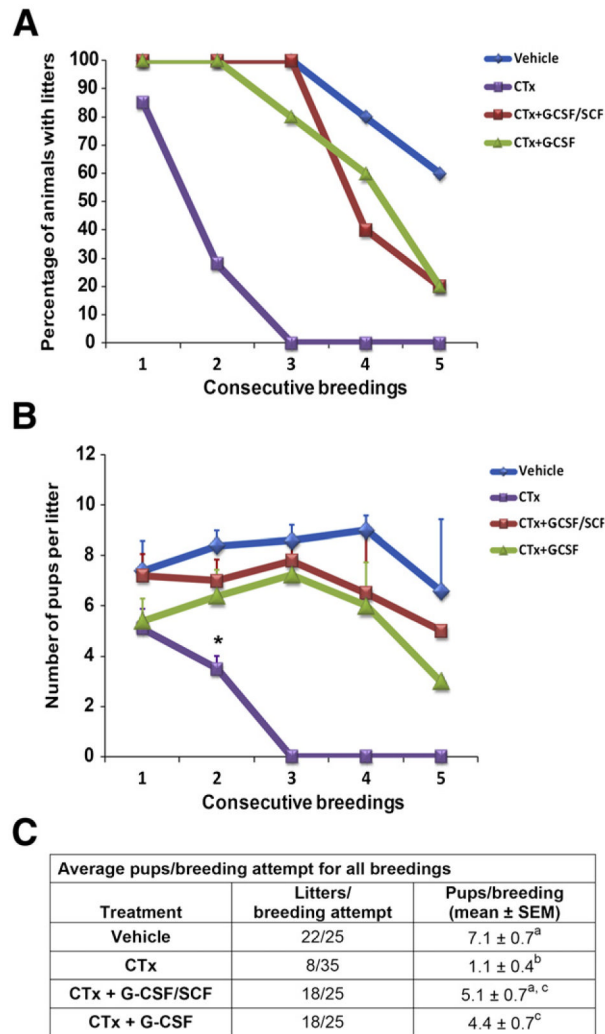 A
Percentage of animals with litters
100
90
80
70
60
50
40
30
20
10
0
1 2 3 4 5
Consecutive breedings
Vehicle
CTx
CTx+GCSF/SCF
CTx+GCSF
B
Number of pups per litter
12
10
8
6
4
2
0
*
1 2 3 4 5
Consecutive breedings
Vehicle
CTx
CTx+GCSF/SCF
CTx+GCSF
C
Average pups/breeding attempt for all breedings
Treatment Litters/ breeding attempt Pups/breeding (mean ± SEM)
Vehicle 22/25 7.1 ± 0.7a
CTx 8/35 1.1 ± 0.4b
CTx + G-CSF/SCF 18/25 5.1 ± 0.7a, c
CTx + G-CSF 18/25 4.4 ± 0.7c